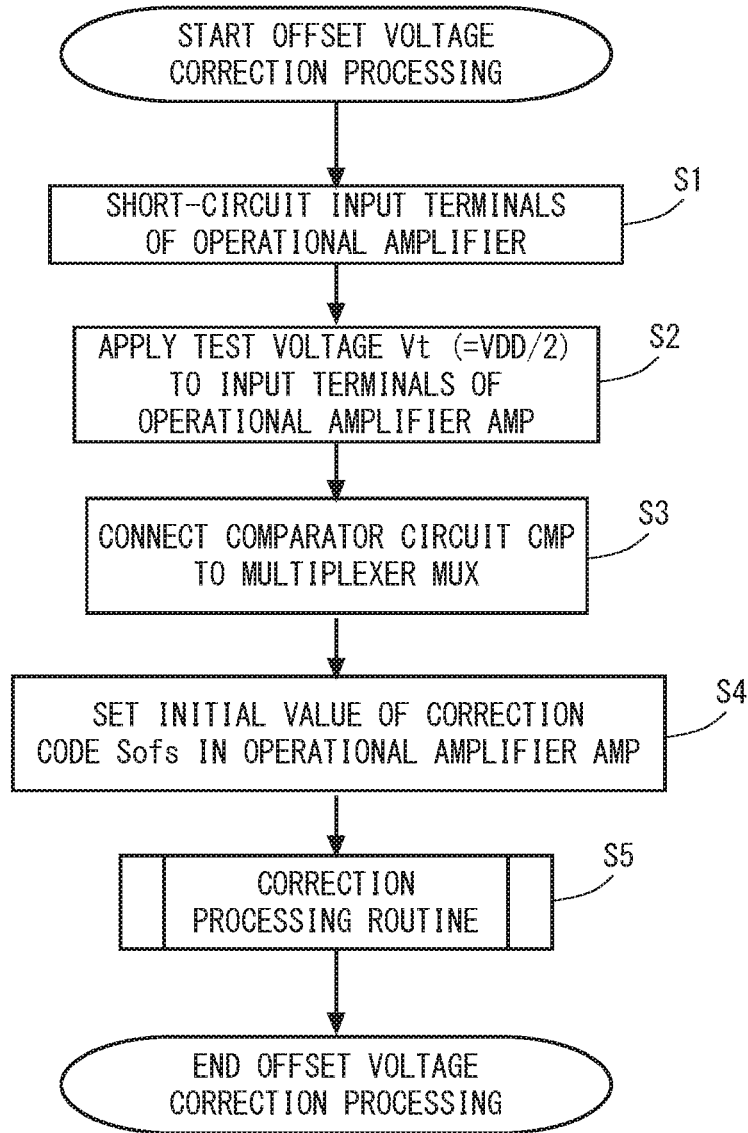 START OFFSET VOLTAGE
CORRECTION PROCESSING
S1
SHORT-CIRCUIT INPUT TERMINALS
OF OPERATIONAL AMPLIFIER
S2
APPLY TEST VOLTAGE Vt (=VDD/2)
TO INPUT TERMINALS OF
OPERATIONAL AMPLIFIER AMP
S3
CONNECT COMPARATOR CIRCUIT CMP
TO MULTIPLEXER MUX
S4
SET INITIAL VALUE OF CORRECTION
CODE Sofs IN OPERATIONAL AMPLIFIER AMP
S5
CORRECTION
PROCESSING ROUTINE
END OFFSET VOLTAGE
CORRECTION PROCESSING